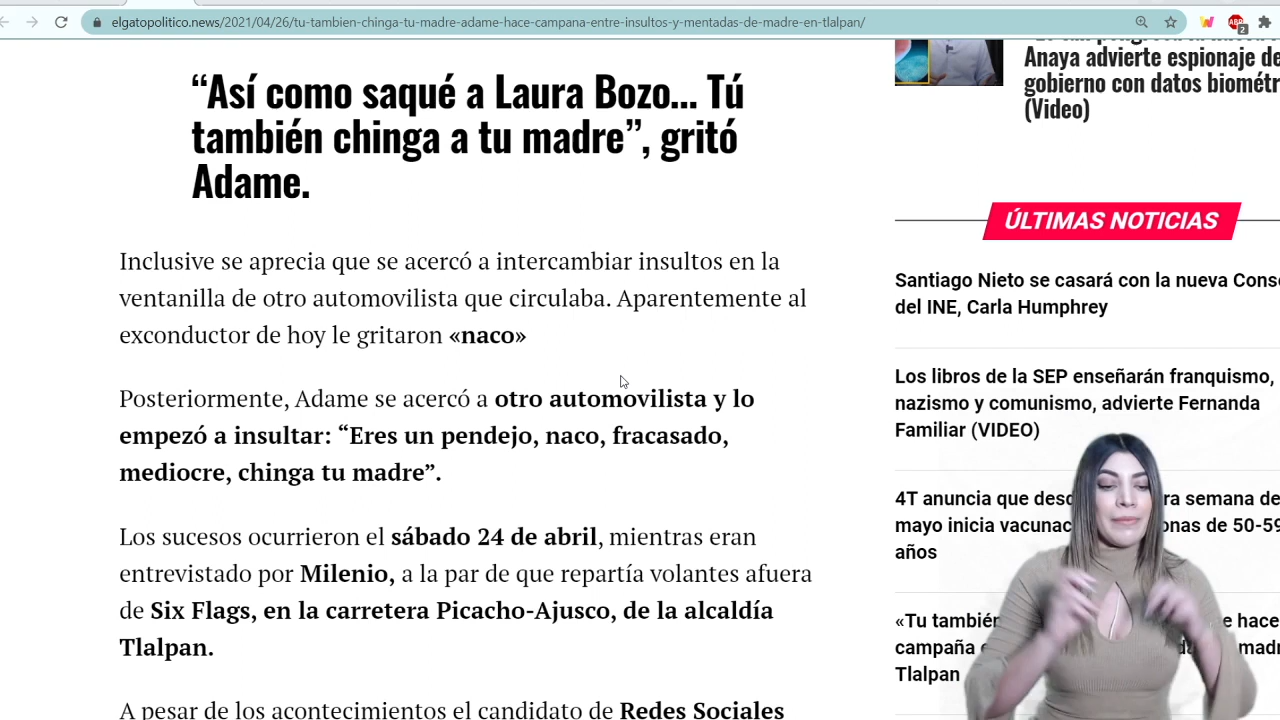 elgatopolitico.news/2021/04/26/tu-tambien-chinga-tu-madre-adame-hace-campana-entre-insultos-y-mentadas-de-madre-en-tlalpan/
ABP
2
“Así como saqué a Laura Bozo... Tú
también chinga a tu madre”, gritó
Adame.
Inclusive se aprecia que se acercó a intercambiar insultos en la
ventanilla de otro automovilista que circulaba. Aparentemente al
exconductor de hoy le gritaron «naco»
Posteriormente, Adame se acercó a otro automovilista y lo
empezó a insultar: “Eres un pendejo, naco, fracasado,
mediocre, chinga tu madre”.
Los sucesos ocurrieron el sábado 24 de abril, mientras eran
entrevistado por Milenio, a la par de que repartía volantes afuera
de Six Flags, en la carretera Picacho-Ajusco, de la alcaldía
Tlalpan.
A pesar de los acontecimientos el candidato de Redes Sociales
Anaya advierte espionaje de
gobierno con datos biométr
(Video)
ÚLTIMAS NOTICIAS
Santiago Nieto se casará con la nueva Cons
del INE, Carla Humphrey
Los libros de la SEP enseñarán franquismo,
nazismo y comunismo, advierte Fernanda
Familiar (VIDEO)
4T anuncia que des ra semana de
mayo inicia vacunac onas de 50-59
años
«Tu también e hace
campaña madr
Tlalpan